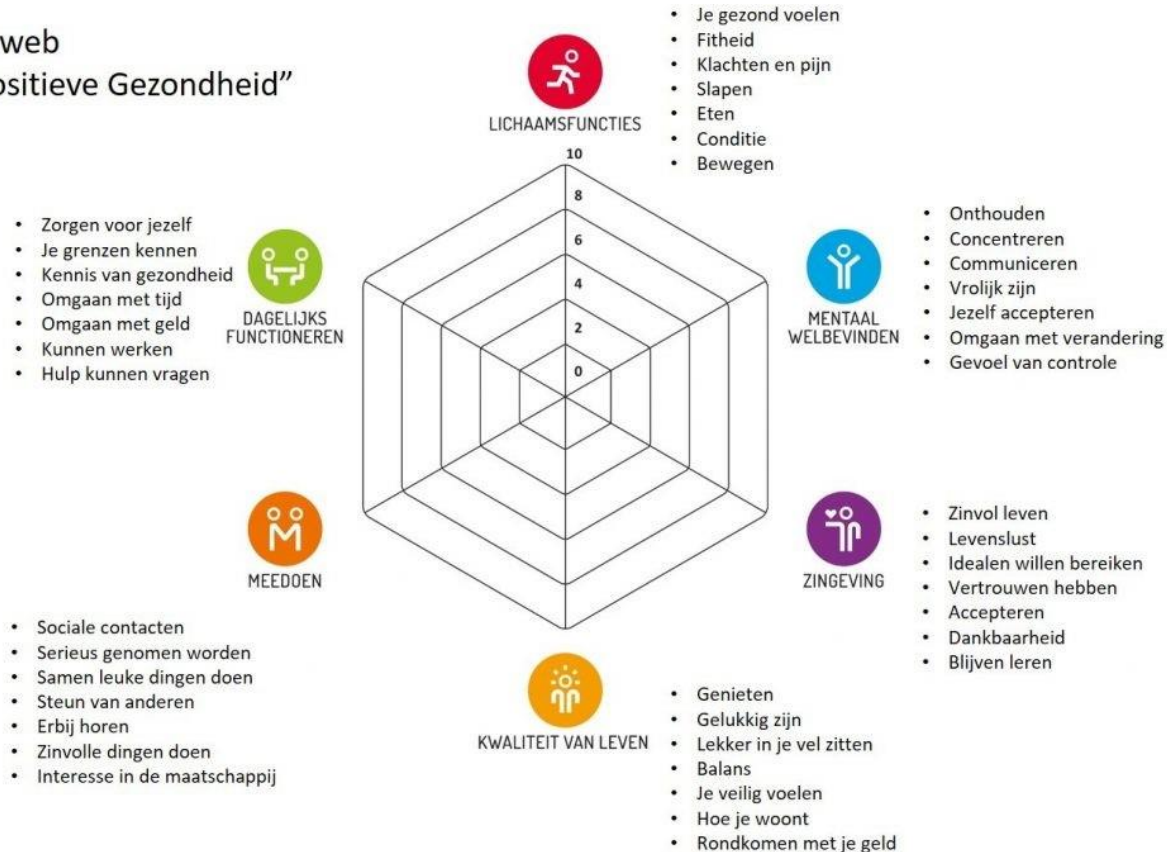 web
ositieve Gezondheid”
LICHAAMSFUNCTIES
• Je gezond voelen
• Fitheid
• Klachten en pijn
• Slapen
• Eten
• Conditie
• Bewegen
10
8
6
4
2
0
MENTAAL
WELBEVINDEN
• Onthouden
• Concentreren
• Communiceren
• Vrolijk zijn
• Jezelf accepteren
• Omgaan met verandering
• Gevoel van controle
ZINGEVING
• Zinvol leven
• Levenslust
• Idealen willen bereiken
• Vertrouwen hebben
• Accepteren
• Dankbaarheid
• Blijven leren
KWALITEIT VAN LEVEN
• Genieten
• Gelukkig zijn
• Lekker in je vel zitten
• Balans
• Je veilig voelen
• Hoe je woont
• Rondkomen met je geld
MEEDOEN
• Sociale contacten
• Serieus genomen worden
• Samen leuke dingen doen
• Steun van anderen
• Erbij horen
• Zinvolle dingen doen
• Interesse in de maatschappij
DAGELIJKS
FUNCTIONEREN
• Zorgen voor jezelf
• Je grenzen kennen
• Kennis van gezondheid
• Omgaan met tijd
• Omgaan met geld
• Kunnen werken
• Hulp kunnen vragen